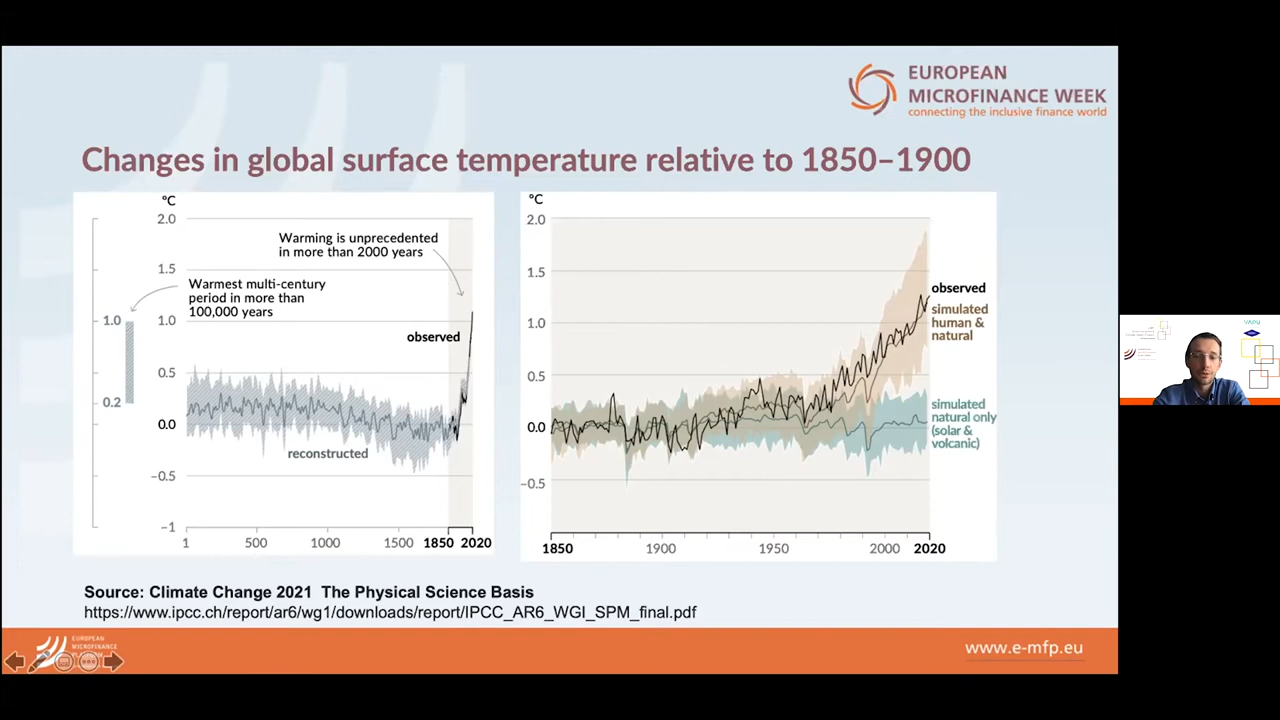 EUROPEAN
MICROFINANCE WEEK
connecting the inclusive finance world
Changes in global surface temperature relative to 1850–1900
°C
2.0
1.5
1.0
0.5
0.0
−0.5
−1
1.0
0.2
Warming is unprecedented
in more than 2000 years
Warmest multi-century
period in more than
100,000 years
observed
reconstructed
1
500
1000
1500
1850
2020
°C
2.0
1.5
1.0
0.5
0.0
−0.5
observed
simulated
human &
natural
simulated
natural only
(solar &
volcanic)
1850
1900
1950
2000
2020
Source: Climate Change 2021 The Physical Science Basis
https://www.ipcc.ch/report/ar6/wg1/downloads/report/IPCC_AR6_WGI_SPM_final.pdf
EUROPEAN
MICROFINANCE
www.e-mfp.eu
VAPU